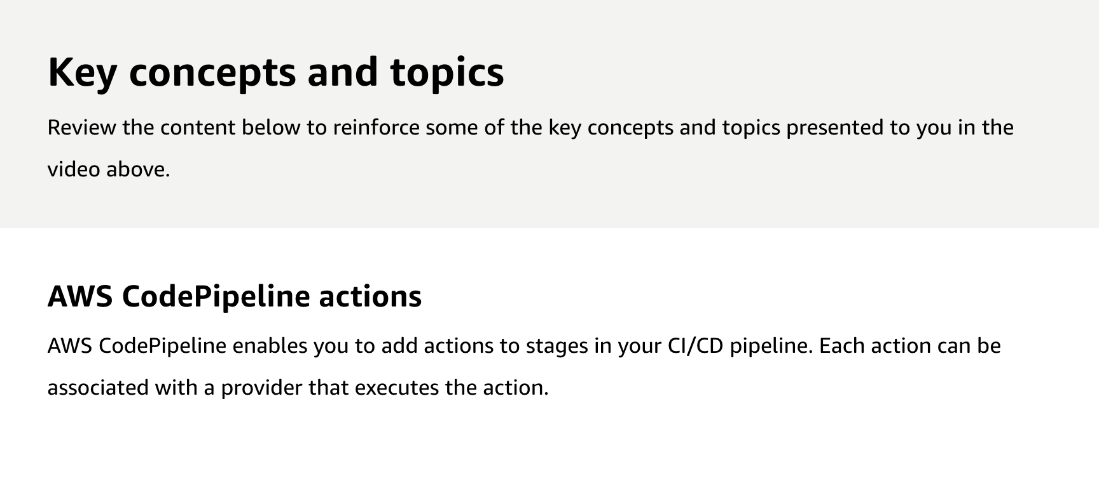 Key concepts and topics
Review the content below to reinforce some of the key concepts and topics presented to you in the
video above.
AWS CodePipeline actions
AWS CodePipeline enables you to add actions to stages in your CI/CD pipeline. Each action can be
associated with a provider that executes the action.